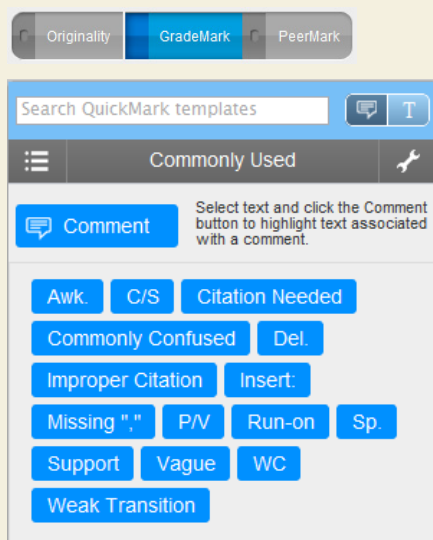 Originality GradeMark PeerMark
Search QuickMark templates T
Commonly Used
Comment
Select text and click the Comment
button to highlight text associated
with a comment.
Awk. C/S Citation Needed
Commonly Confused Del.
Improper Citation Insert:
Missing "," P/V Run-on Sp.
Support Vague WC
Weak Transition